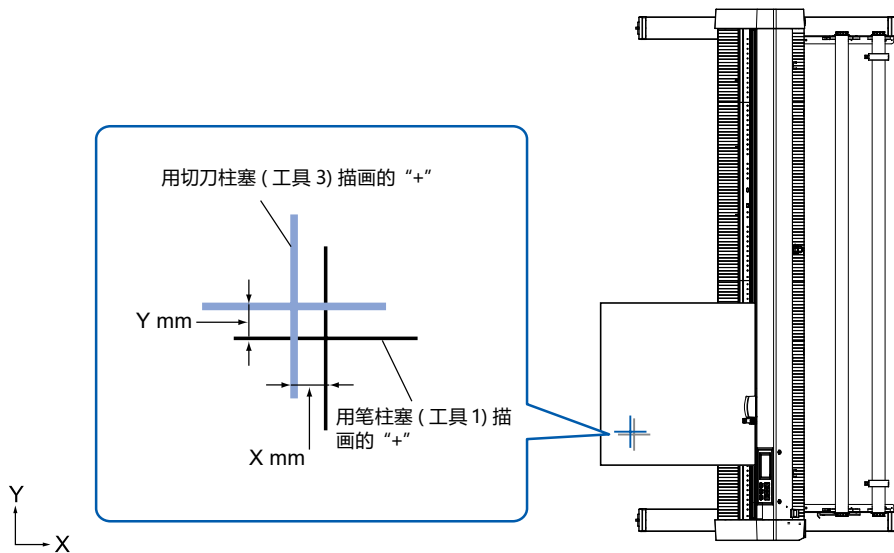 用切刀柱塞 ( 工具 3) 描画的 “+”
Y mm
用笔柱塞 ( 工具 1) 描
画的 “+”
X mm
Y
X